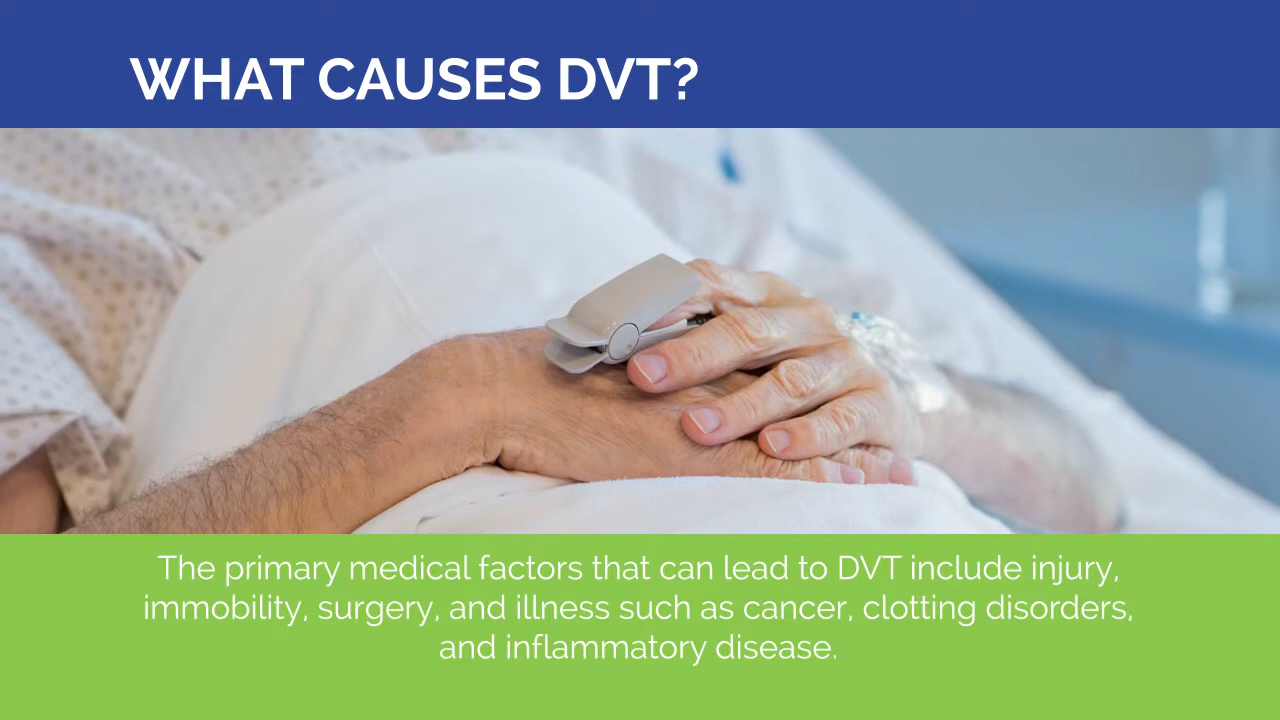 WHAT CAUSES DVT?
The primary medical factors that can lead to DVT include injury,
immobility, surgery, and illness such as cancer, clotting disorders,
and inflammatory disease.